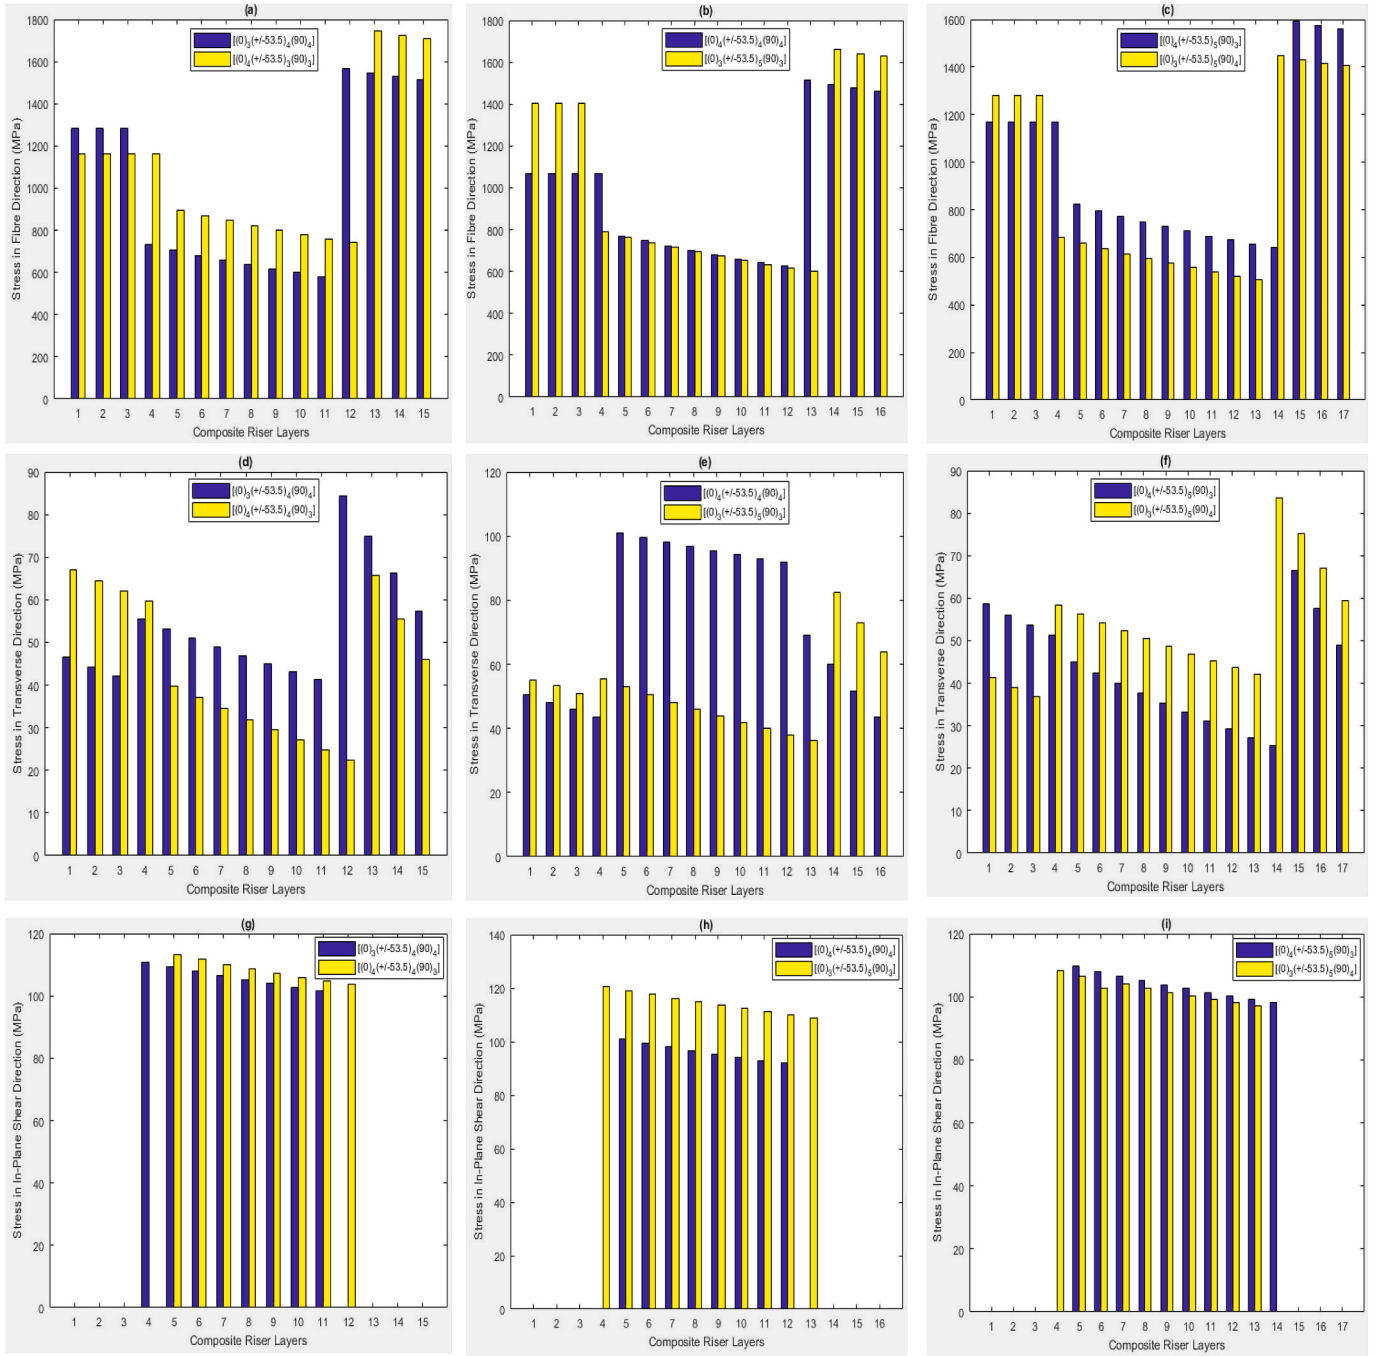 (a)
[(0)3(+/-53.5)4(90)4]
[(0)4(+/-53.5)3(90)3]
Stress in Fibre Direction (MPa)
1800
1600
1400
1200
1000
800
600
400
200
0
1 2 3 4 5 6 7 8 9 10 11 12 13 14 15
Composite Riser Layers
(b)
[(0)4(+/-53.5)4(90)4]
[(0)3(+/-53.5)5(90)3]
Stress in Fibre Direction (MPa)
1800
1600
1400
1200
1000
800
600
400
200
0
1 2 3 4 5 6 7 8 9 10 11 12 13 14 15 16
Composite Riser Layers
(c)
[(0)4(+/-53.5)5(90)3]
[(0)3(+/-53.5)5(90)4]
Stress in Fibre Direction (MPa)
1600
1400
1200
1000
800
600
400
200
0
1 2 3 4 5 6 7 8 9 10 11 12 13 14 15 16 17
Composite Riser Layers
(d)
[(0)3(+/-53.5)4(90)4]
[(0)4(+/-53.5)4(90)3]
Stress in Transverse Direction (MPa)
90
80
70
60
50
40
30
20
10
0
1 2 3 4 5 6 7 8 9 10 11 12 13 14 15
Composite Riser Layers
(e)
[(0)4(+/-53.5)4(90)4]
[(0)3(+/-53.5)5(90)3]
Stress in Transverse Direction (MPa)
120
100
80
60
40
20
0
1 2 3 4 5 6 7 8 9 10 11 12 13 14 15 16
Composite Riser Layers
(f)
[(0)4(+/-53.5)5(90)3]
[(0)3(+/-53.5)5(90)4]
Stress in Transverse Direction (MPa)
90
80
70
60
50
40
30
20
10
0
1 2 3 4 5 6 7 8 9 10 11 12 13 14 15 16 17
Composite Riser Layers
(g)
[(0)3(+/-53.5)4(90)4]
[(0)4(+/-53.5)4(90)3]
Stress in In-Plane Shear Direction (MPa)
120
100
80
60
40
20
0
1 2 3 4 5 6 7 8 9 10 11 12 13 14 15
Composite Riser Layers
(h)
[(0)4(+/-53.5)4(90)4]
[(0)3(+/-53.5)5(90)3]
Stress in In-Plane Shear Direction (MPa)
140
120
100
80
60
40
20
0
1 2 3 4 5 6 7 8 9 10 11 12 13 14 15 16
Composite Riser Layers
(i)
[(0)4(+/-53.5)5(90)3]
[(0)3(+/-53.5)5(90)4]
Stress in In-Plane Shear Direction (MPa)
120
100
80
60
40
20
0
1 2 3 4 5 6 7 8 9 10 11 12 13 14 15 16 17
Composite Riser Layers